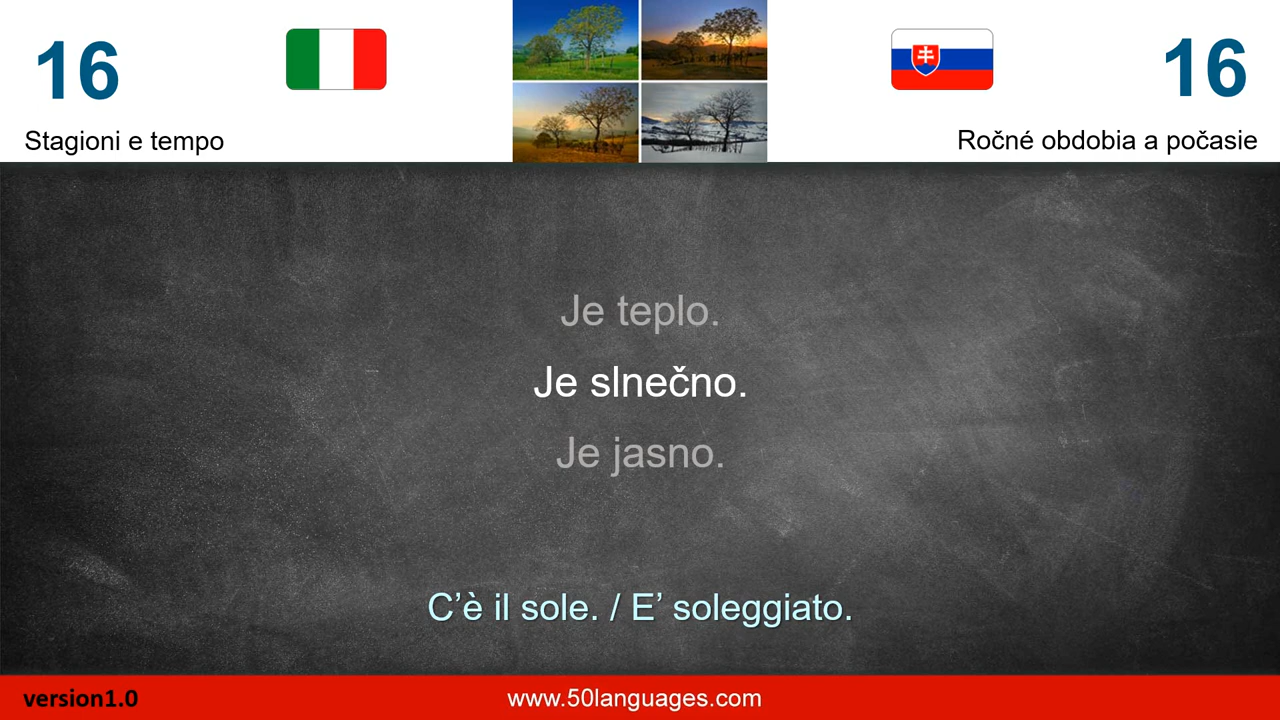 16
16
Stagioni e tempo
Ročné obdobia a počasie
Je teplo.
Je slnečno.
Je jasno.
C’è il sole. / E’ soleggiato.
version1.0
www.50languages.com